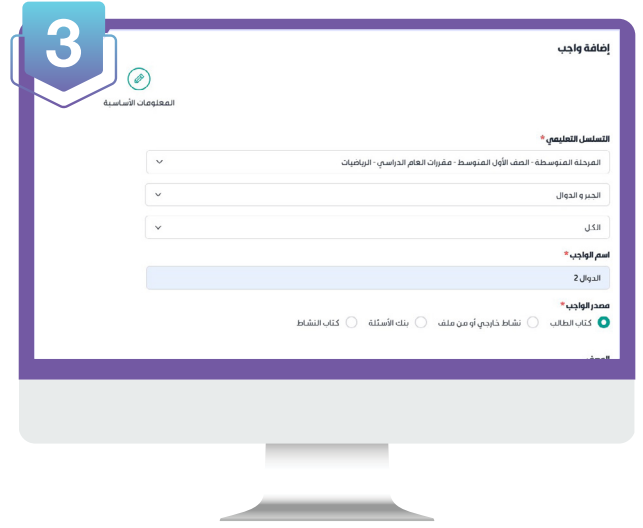 3
إضافة واجب
المعلومات الأساسية
التسلسل التعليمي *
المرحلة المتوسطة - الصف الأول المتوسط - مقررات العام الدراسي - الرياضيات
الجبر و الدوال
الكل
اسم الواجب *
الدوال 2
مصدر الواجب *
كتاب الطالب نشاط خارجي أو من ملف بنك الأسئلة كتاب النشاط